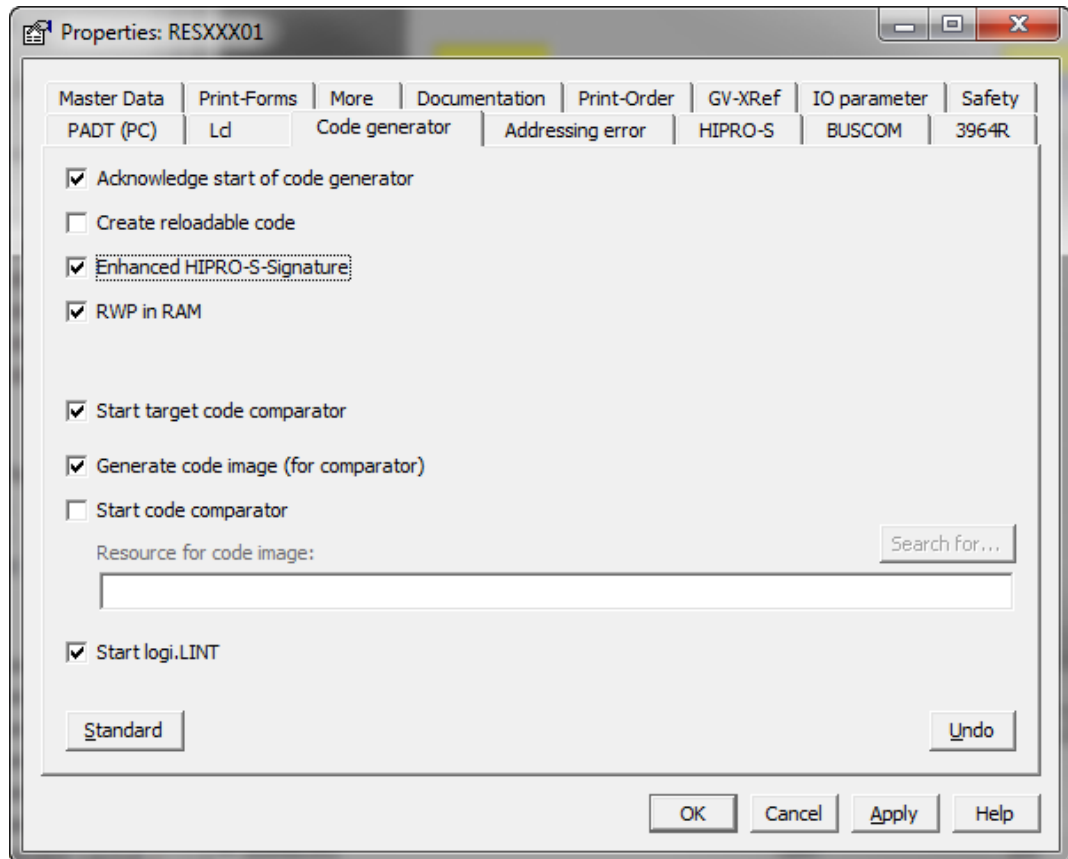 Properties: RESXXX01
Master Data Print-Forms More Documentation Print-Order GV-XRef IO parameter Safety
PADT (PC) Lcl Code generator Addressing error HIPRO-S BUSCOM 3964R
Acknowledge start of code generator
Create reloadable code
Enhanced HIPRO-S-Signature
RWP in RAM
Start target code comparator
Generate code image (for comparator)
Start code comparator
Resource for code image: Search for...
Start logi.LINT
Standard Undo
OK Cancel Apply Help